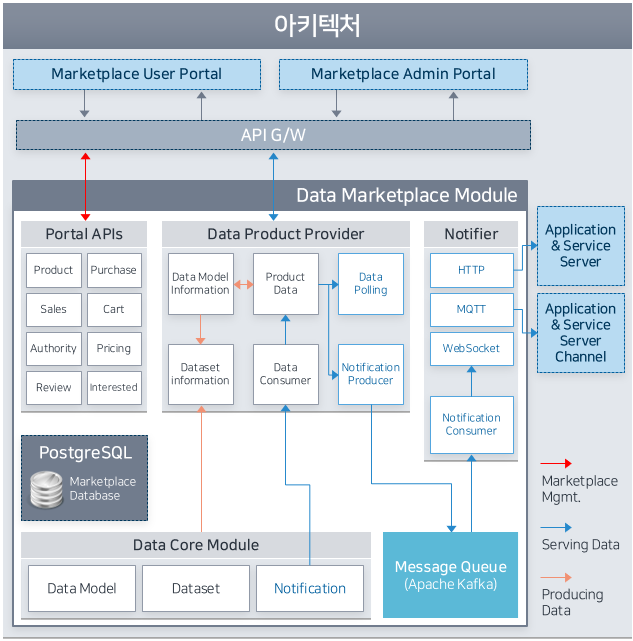 아키텍처
Marketplace User Portal
Marketplace Admin Portal
API G/W
Data Marketplace Module
Portal APIs
Product
Purchase
Sales
Cart
Authority
Pricing
Review
Interested
Data Product Provider
Data Model
Information
Product
Data
Data
Polling
Dataset
information
Data
Consumer
Notification
Producer
Notifier
HTTP
MQTT
WebSocket
Notification
Consumer
Application
& Service
Server
Application
& Service
Server
Channel
PostgreSQL
Marketplace
Database
Data Core Module
Data Model
Dataset
Notification
Message Queue
(Apache Kafka)
Marketplace
Mgmt.
Serving Data
Producing
Data